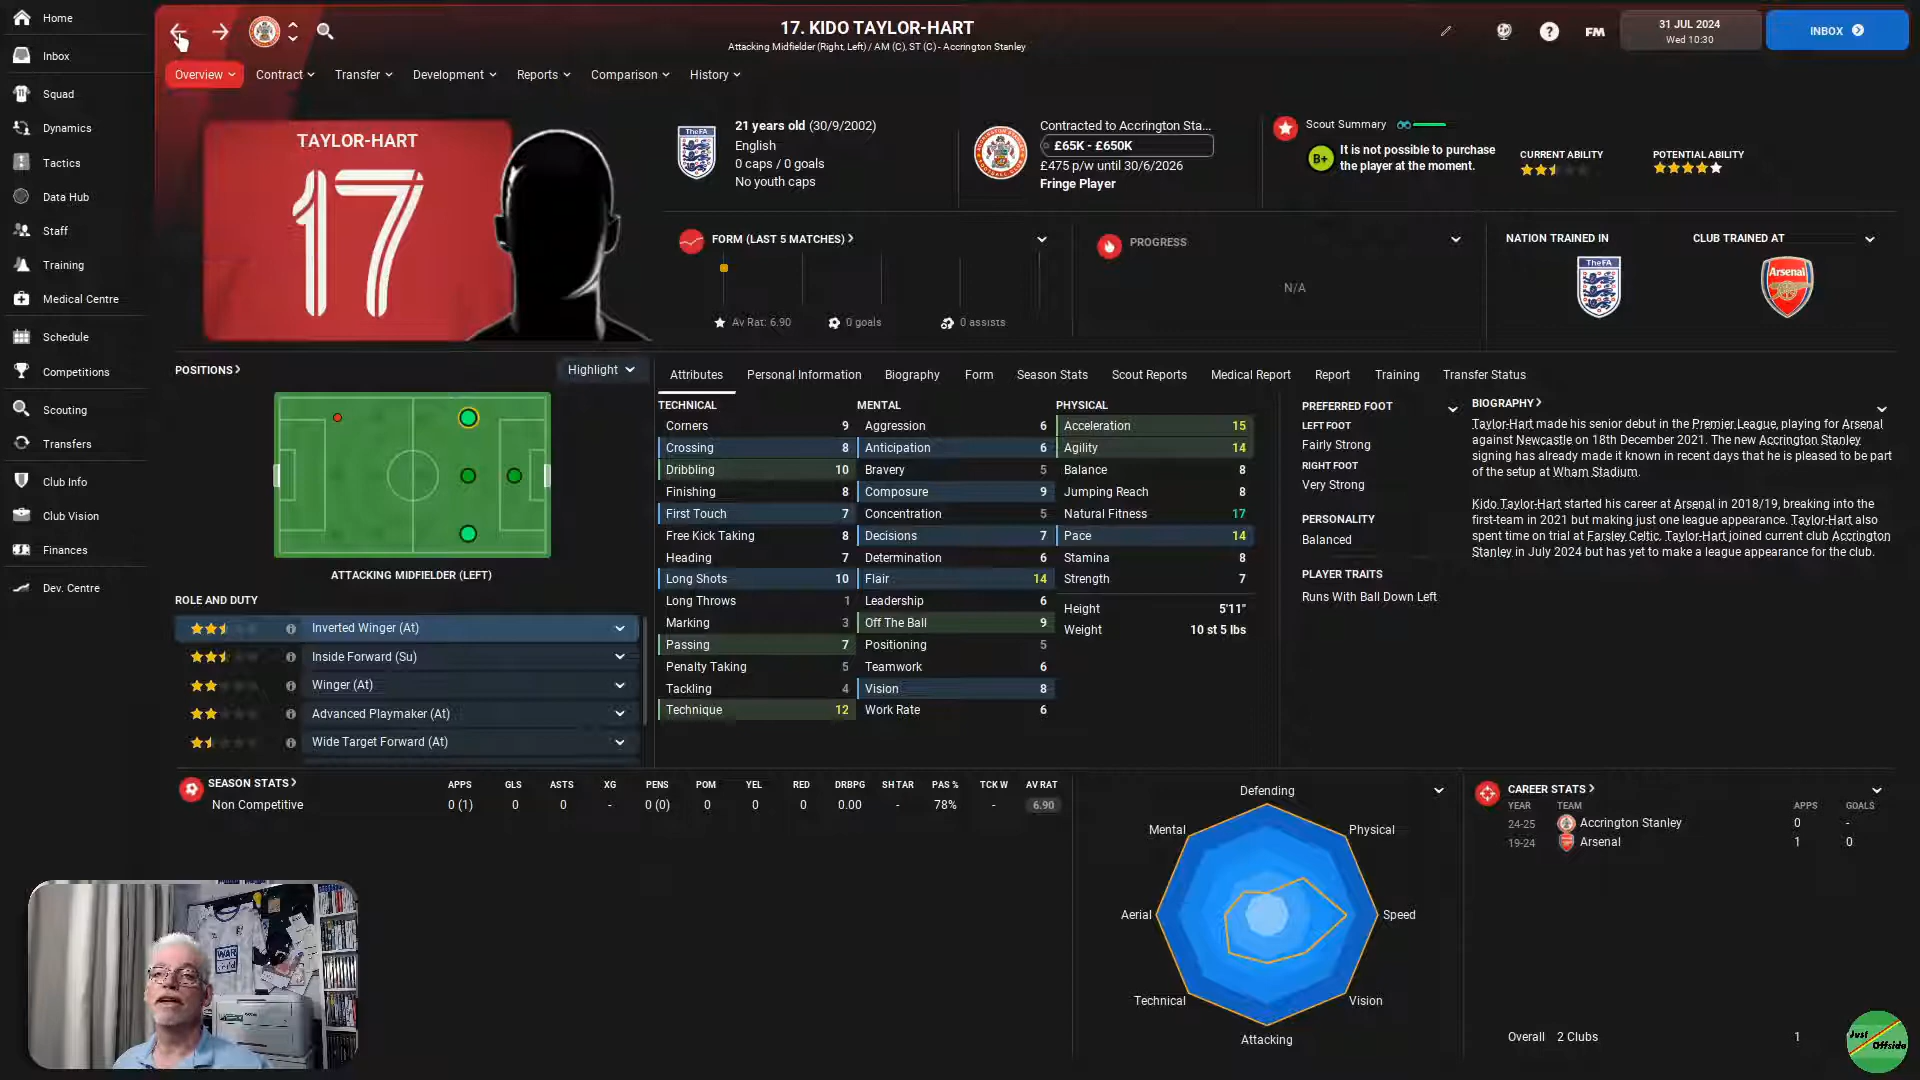 Home
Inbox
Squad
Dynamics
Tactics
Data Hub
Staff
Training
Medical Centre
Schedule
Competitions
Scouting
Transfers
Club Info
Club Vision
Finances
Dev. Centre
17. KIDO TAYLOR-HART
Attacking Midfielder (Right, Left) / AM (C), ST (C) - Accrington Stanley
FM
31 JUL 2024
Wed 10:30
INBOX
Overview
Contract
Transfer
Development
Reports
Comparison
History
TAYLOR-HART
17
The FA
21 years old (30/9/2002)
English
0 caps / 0 goals
No youth caps
Contracted to Accrington Sta...
£65K - £650K
£475 p/w until 30/6/2026
Fringe Player
Scout Summary
B+
It is not possible to purchase
the player at the moment.
CURRENT ABILITY
POTENTIAL ABILITY
FORM (LAST 5 MATCHES)
Av Rat: 6.90
0 goals
0 assists
PROGRESS
N/A
NATION TRAINED IN
The FA
CLUB TRAINED AT
Arsenal
POSITIONS
Highlight
ATTACKING MIDFIELDER (LEFT)
ROLE AND DUTY
Inverted Winger (At)
Inside Forward (Su)
Winger (At)
Advanced Playmaker (At)
Wide Target Forward (At)
Attributes
Personal Information
Biography
Form
Season Stats
Scout Reports
Medical Report
Report
Training
Transfer Status
TECHNICAL
Corners 9
Crossing 8
Dribbling 10
Finishing 8
First Touch 7
Free Kick Taking 8
Heading 7
Long Shots 10
Long Throws 1
Marking 3
Passing 7
Penalty Taking 5
Tackling 4
Technique 12
MENTAL
Aggression 6
Anticipation 6
Bravery 5
Composure 9
Concentration 5
Decisions 7
Determination 6
Flair 14
Leadership 6
Off The Ball 9
Positioning 5
Teamwork 6
Vision 8
Work Rate 6
PHYSICAL
Acceleration 15
Agility 14
Balance 8
Jumping Reach 8
Natural Fitness 17
Pace 14
Stamina 8
Strength 7
Height 5'11"
Weight 10 st 5 lbs
PREFERRED FOOT
LEFT FOOT
Fairly Strong
RIGHT FOOT
Very Strong
PERSONALITY
Balanced
PLAYER TRAITS
Runs With Ball Down Left
BIOGRAPHY
Taylor-Hart made his senior debut in the Premier League, playing for Arsenal
against Newcastle on 18th December 2021. The new Accrington Stanley
signing has already made it known in recent days that he is pleased to be part
of the setup at Wham Stadium.
Kido Taylor-Hart started his career at Arsenal in 2018/19, breaking into the
first-team in 2021 but making just one league appearance. Taylor-Hart also
spent time on trial at Farsley Celtic. Taylor-Hart joined current club Accrington
Stanley in July 2024 but has yet to make a league appearance for the club.
SEASON STATS APPS GLS ASTS XG PENS POM YEL RED DRBPG SH TAR PAS % TCK W AV RAT
Non Competitive 0 (1) 0 0 - 0 (0) 0 0 0 0.00 - 78% - 6.90
Defending
Mental
Physical
Aerial
Speed
Technical
Vision
Attacking
CAREER STATS
YEAR TEAM APPS GOALS
24-25 Accrington Stanley 0 -
19-24 Arsenal 1 0
Overall 2 Clubs 1
Just
Offside